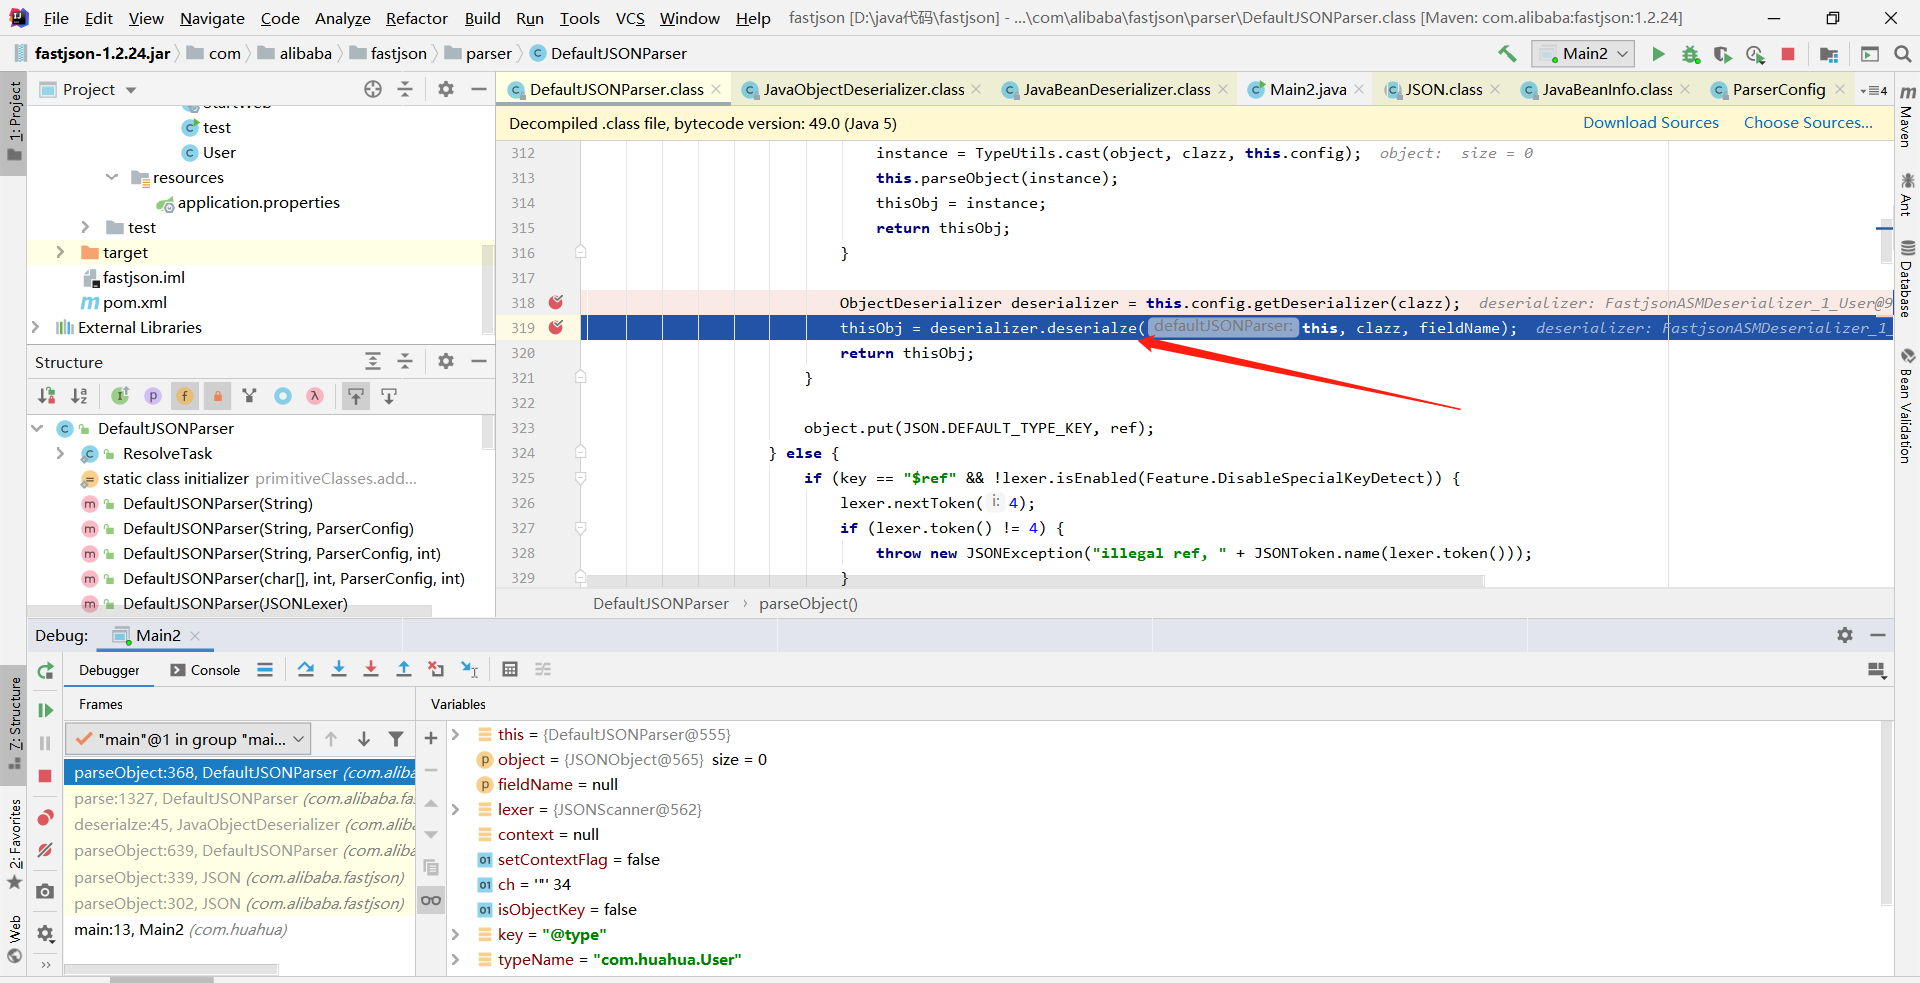 File Edit View Navigate Code Analyze Refactor Build Run Tools VCS Window Help fastjson [D:\java代码\fastjson] - ...\com\alibaba\fastjson\parser\DefaultJSONParser.class [Maven: com.alibaba:fastjson:1.2.24]
fastjson-1.2.24.jar com alibaba fastjson parser DefaultJSONParser Main2
1: Project
Project
DefaultJSONParser.class JavaObjectDeserializer.class JavaBeanDeserializer.class Main2.java JSON.class JavaBeanInfo.class ParserConfig 4
Decompiled .class file, bytecode version: 49.0 (Java 5) Download Sources Choose Sources...
StartWeb
test
User
resources
application.properties
test
target
fastjson.iml
pom.xml
External Libraries
312 instance = TypeUtils.cast(object, clazz, this.config); object: size = 0
313 this.parseObject(instance);
314 thisObj = instance;
315 return thisObj;
316 }
317
318 ObjectDeserializer deserializer = this.config.getDeserializer(clazz); deserializer: FastjsonASMDeserializer_1_User@9
319 thisObj = deserializer.deserialze( defaultJSONParser: this, clazz, fieldName); deserializer: FastjsonASMDeserializer_1_
320 return thisObj;
321 }
322
323 object.put(JSON.DEFAULT_TYPE_KEY, ref);
324 } else {
325 if (key == "$ref" && !lexer.isEnabled(Feature.DisableSpecialKeyDetect)) {
326 lexer.nextToken( i: 4);
327 if (lexer.token() != 4) {
328 throw new JSONException("illegal ref, " + JSONToken.name(lexer.token()));
329 }
DefaultJSONParser › parseObject()
Maven
Ant
Database
Bean Validation
Structure
DefaultJSONParser
ResolveTask
static class initializer primitiveClasses.add...
DefaultJSONParser(String)
DefaultJSONParser(String, ParserConfig)
DefaultJSONParser(String, ParserConfig, int)
DefaultJSONParser(char[], int, ParserConfig, int)
DefaultJSONParser(JSONLexer)
Debug: Main2
Debugger Console
7: Structure
2: Favorites
Web
Frames
"main"@1 in group "mai...
parseObject:368, DefaultJSONParser (com.aliba
parse:1327, DefaultJSONParser (com.alibaba.fas
deserialze:45, JavaObjectDeserializer (com.aliba
parseObject:639, DefaultJSONParser (com.aliba
parseObject:339, JSON (com.alibaba.fastjson)
parseObject:302, JSON (com.alibaba.fastjson)
main:13, Main2 (com.huahua)
Variables
this = {DefaultJSONParser@555}
object = {JSONObject@565} size = 0
fieldName = null
lexer = {JSONScanner@562}
context = null
setContextFlag = false
ch = '"' 34
isObjectKey = false
key = "@type"
typeName = "com.huahua.User"